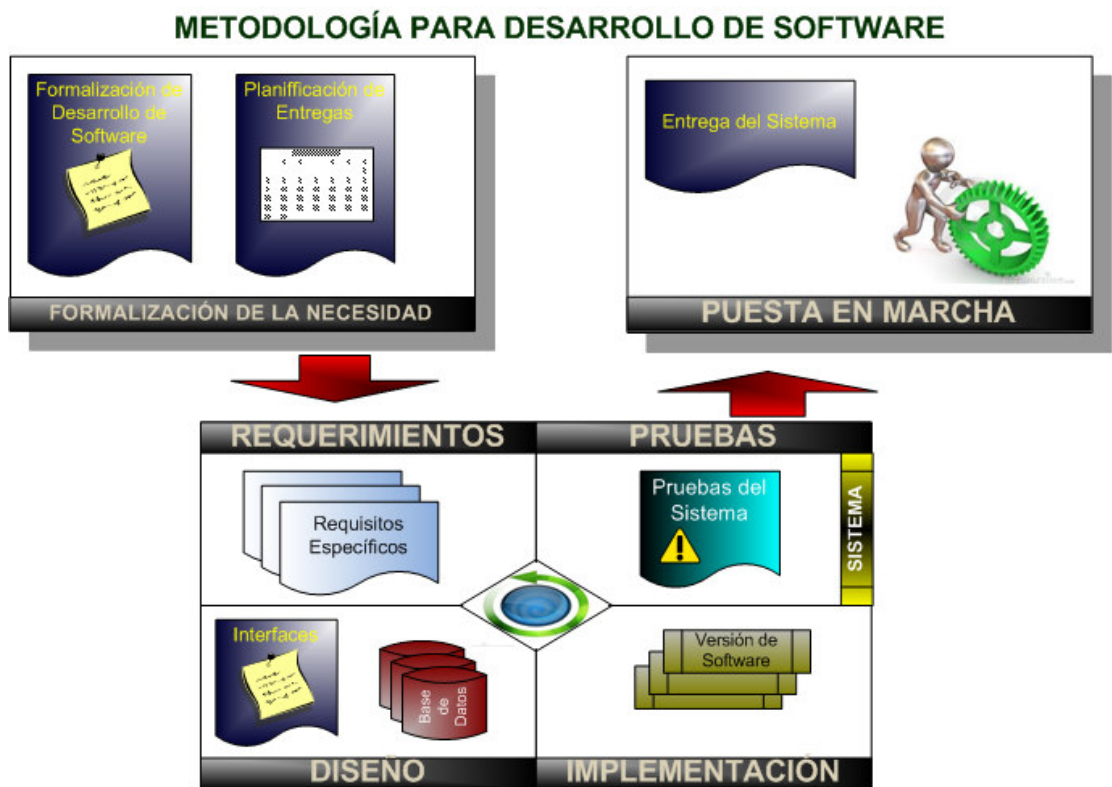 METODOLOGÍA PARA DESARROLLO DE SOFTWARE
Formalización de
Desarrollo de
Software
Planifficación de
Entregas
FORMALIZACIÓN DE LA NECESIDAD
Entrega del Sistema
PUESTA EN MARCHA
REQUERIMIENTOS
Requisitos
Específicos
PRUEBAS
Pruebas del
Sistema
SISTEMA
Interfaces
Base
de
Datos
DISEÑO
Versión de
Software
IMPLEMENTACIÓN